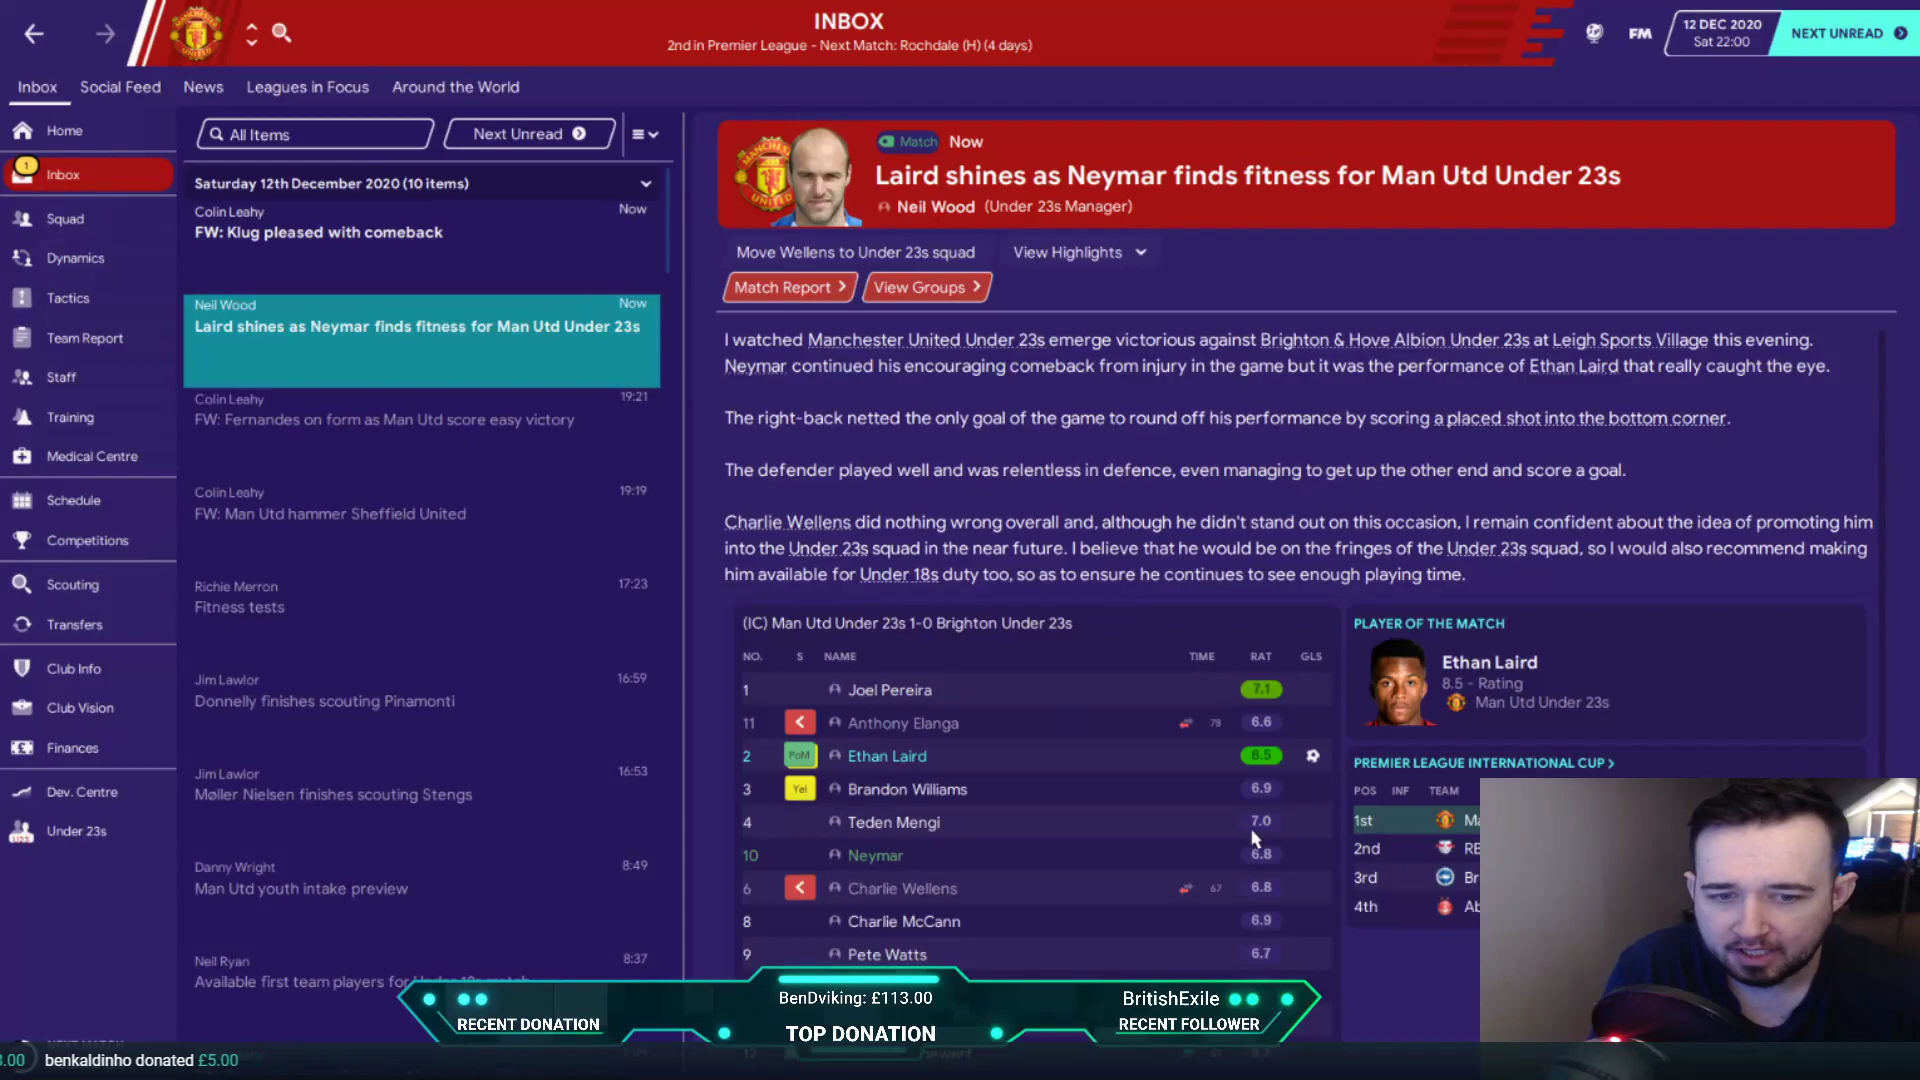 INBOX
2nd in Premier League - Next Match: Rochdale (H) (4 days)
FM
12 DEC 2020
Sat 22:00
NEXT UNREAD
Inbox
Social Feed
News
Leagues in Focus
Around the World
Home
1
Inbox
Squad
Dynamics
Tactics
Team Report
Staff
Training
Medical Centre
Schedule
Competitions
Scouting
Transfers
Club Info
Club Vision
Finances
Dev. Centre
Under 23s
All Items
Next Unread
Saturday 12th December 2020 (10 items)
Colin Leahy
Now
FW: Klug pleased with comeback
Neil Wood
Now
Laird shines as Neymar finds fitness for Man Utd Under 23s
Colin Leahy
19:21
FW: Fernandes on form as Man Utd score easy victory
Colin Leahy
19:19
FW: Man Utd hammer Sheffield United
Richie Merron
17:23
Fitness tests
Jim Lawlor
16:59
Donnelly finishes scouting Pinamonti
Jim Lawlor
16:53
Møller Nielsen finishes scouting Stengs
Danny Wright
8:49
Man Utd youth intake preview
Neil Ryan
8:37
Available first team players for
Match
Now
Laird shines as Neymar finds fitness for Man Utd Under 23s
Neil Wood (Under 23s Manager)
Move Wellens to Under 23s squad
View Highlights
Match Report
View Groups
I watched Manchester United Under 23s emerge victorious against Brighton & Hove Albion Under 23s at Leigh Sports Village this evening.
Neymar continued his encouraging comeback from injury in the game but it was the performance of Ethan Laird that really caught the eye.
The right-back netted the only goal of the game to round off his performance by scoring a placed shot into the bottom corner.
The defender played well and was relentless in defence, even managing to get up the other end and score a goal.
Charlie Wellens did nothing wrong overall and, although he didn't stand out on this occasion, I remain confident about the idea of promoting him
into the Under 23s squad in the near future. I believe that he would be on the fringes of the Under 23s squad, so I would also recommend making
him available for Under 18s duty too, so as to ensure he continues to see enough playing time.
(IC) Man Utd Under 23s 1-0 Brighton Under 23s
NO. S NAME TIME RAT GLS
1 Joel Pereira 7.1
11 Anthony Elanga 78 6.6
2 PoM Ethan Laird 8.5
3 Yel Brandon Williams 6.9
4 Teden Mengi 7.0
10 Neymar 6.8
6 Charlie Wellens 67 6.8
8 Charlie McCann 6.9
9 Pete Watts 6.7
PLAYER OF THE MATCH
Ethan Laird
8.5 - Rating
Man Utd Under 23s
PREMIER LEAGUE INTERNATIONAL CUP >
POS INF TEAM
1st Ma
2nd RE
3rd Br
4th Ab
RECENT DONATION
BenDviking: £113.00
TOP DONATION
BritishExile
RECENT FOLLOWER
3.00
benkaldinho donated £5.00